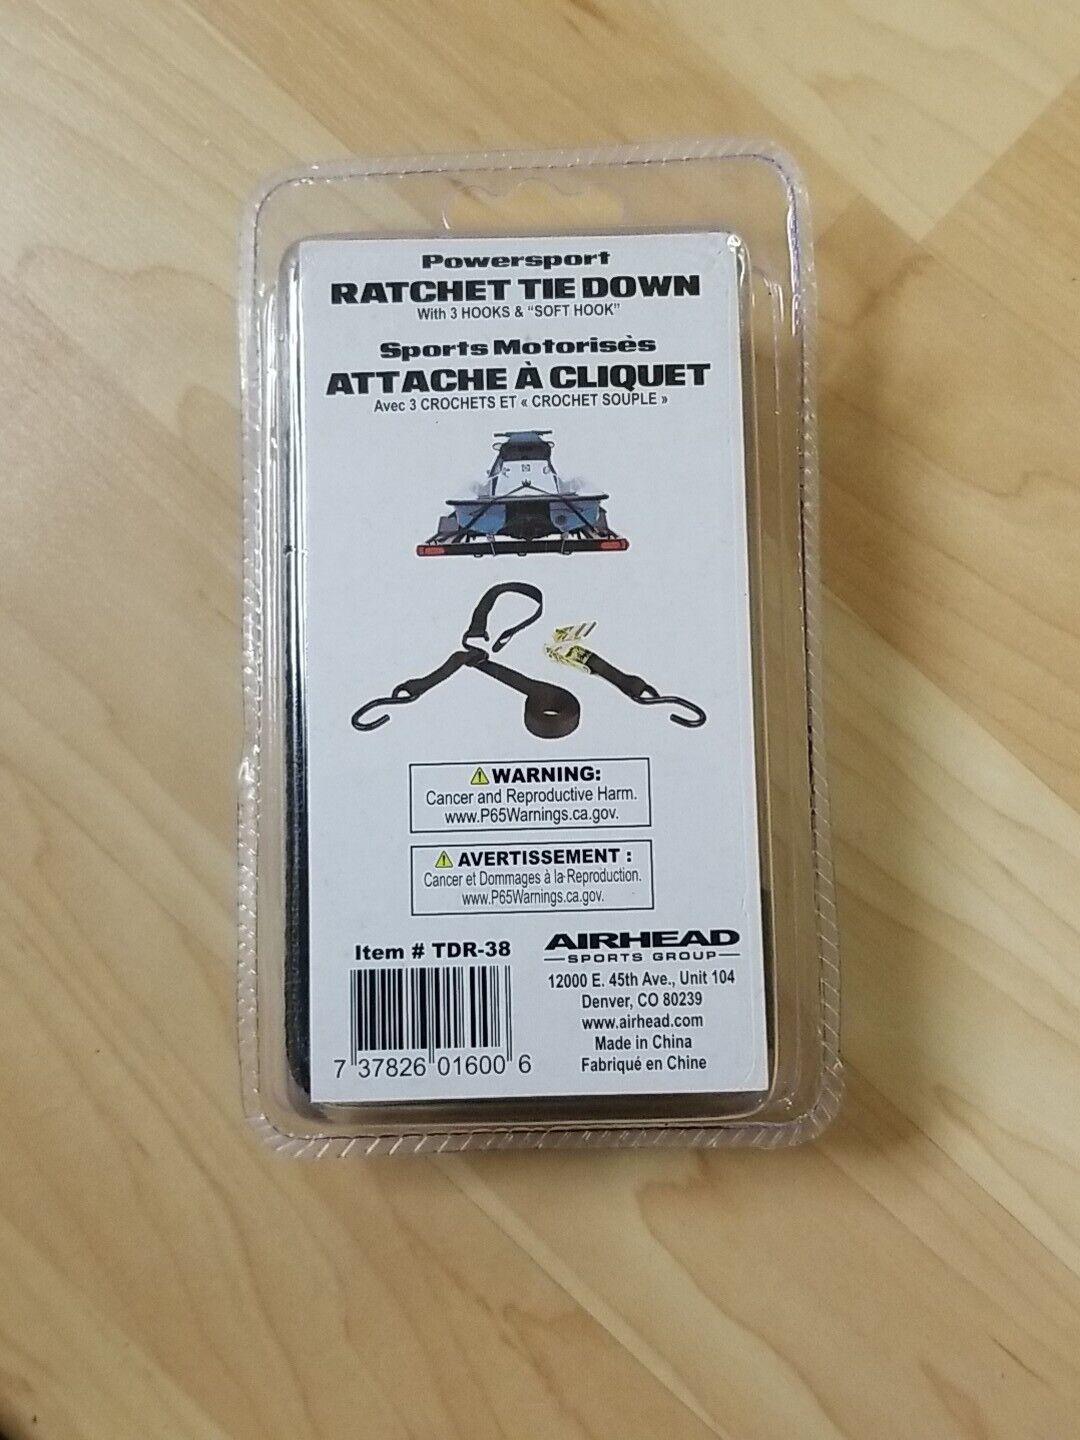 Powersport
RATCHET TIE DOWN
With 3 HOOKS & "SOFT HOOK"
Sports Motorisès
ATTACHE À CLIQUET
Avec 3 CROCHETS ET « CROCHET SOUPLE »
WARNING:
Cancer and Reproductive Harm.
www.P65Warnings.ca.gov.
AVERTISSEMENT :
Cancer et Dommages à la Reproduction.
www.P65Warnings.ca.gov.
Item # TDR-38
7 37826 01600 6
AIRHEAD
SPORTS GROUP
12000 E. 45th Ave., Unit 104
Denver, CO 80239
www.airhead.com
Made in China
Fabriqué en Chine